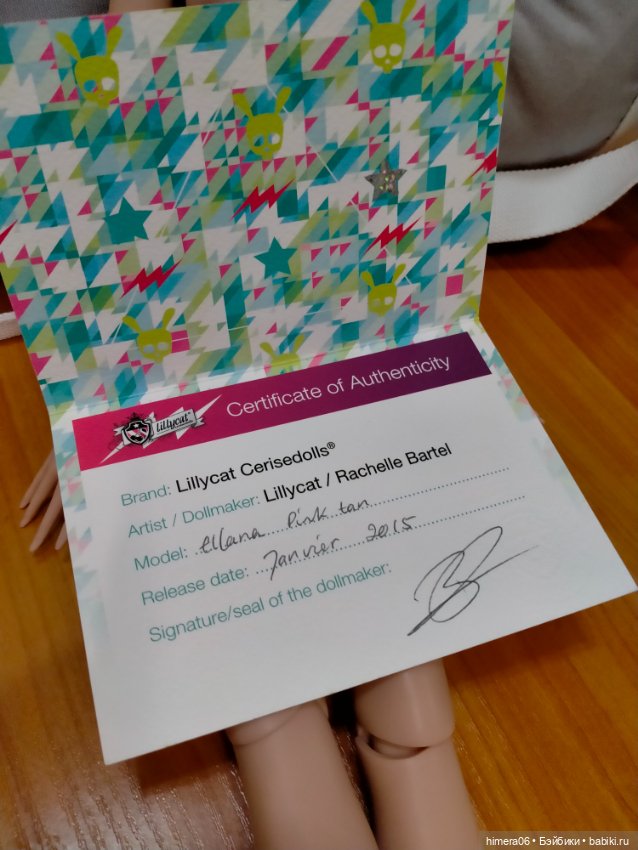 Lillycat
Certificate of Authenticity
Brand: Lillycat Cerisedolls®
Artist / Dollmaker: Lillycat / Rachelle Bartel
Model: ellana Pink tan
Release date: Janvier 2015
Signature/seal of the dollmaker:
himera06 • Бэйбики • babiki.ru